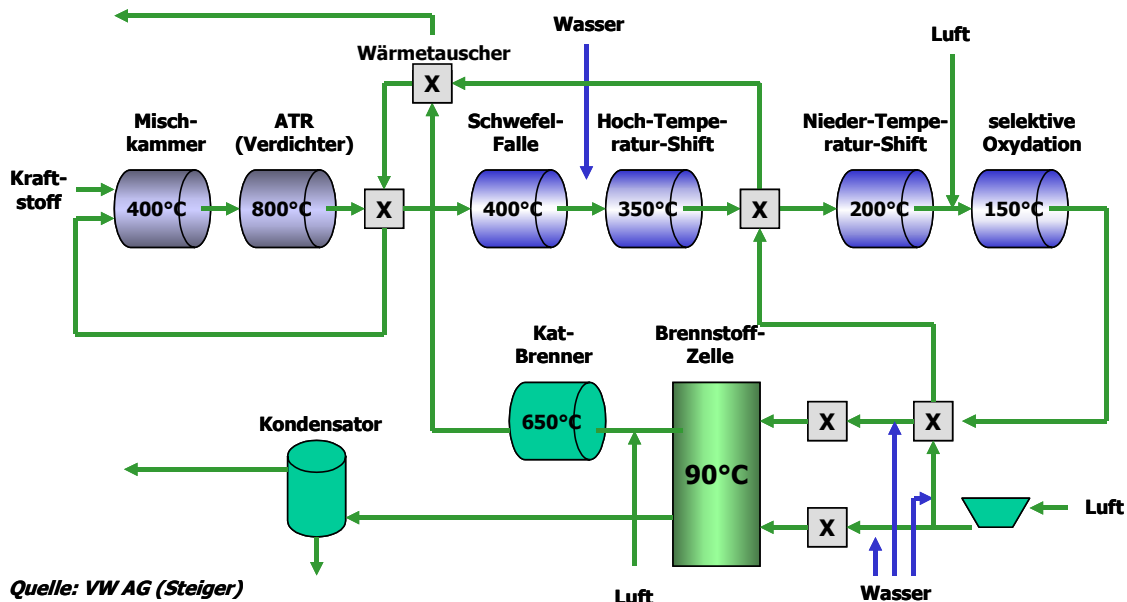 Wasser
Luft
Wärmetauscher
X
Misch-
kammer
ATR
(Verdichter)
Schwefel-
Falle
Hoch-Tempe-
ratur-Shift
Nieder-Tempe-
ratur-Shift
selektive
Oxydation
Kraft-
stoff
400°C
800°C
X
400°C
350°C
X
200°C
150°C
Kat-
Brenner
Brennstoff-
Zelle
Kondensator
650°C
X
X
90°C
X
Luft
Quelle: VW AG (Steiger)
Luft
Wasser